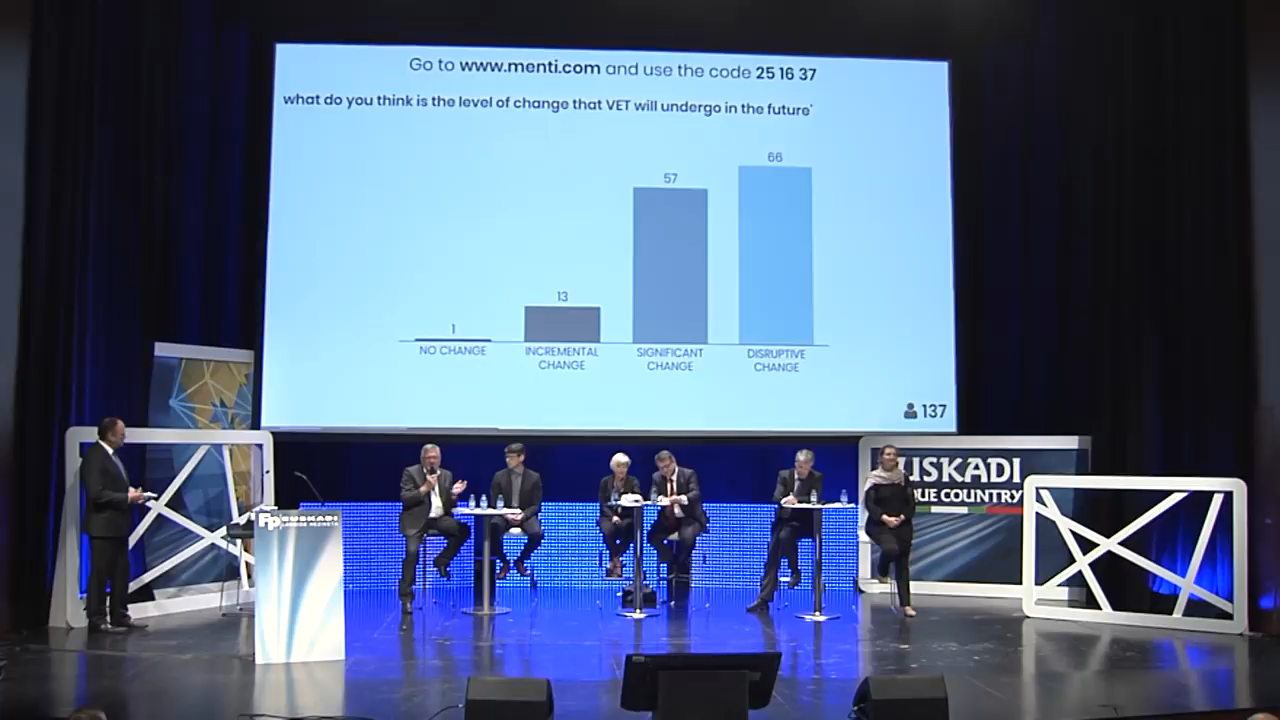 Go to www.menti.com and use the code 25 16 37
what do you think is the level of change that VET will undergo in the future'
66
57
13
1
NO CHANGE
INCREMENTAL
CHANGE
SIGNIFICANT
CHANGE
DISRUPTIVE
CHANGE
137
USKADI
QUE COUNTRY
Fp EUSKADI